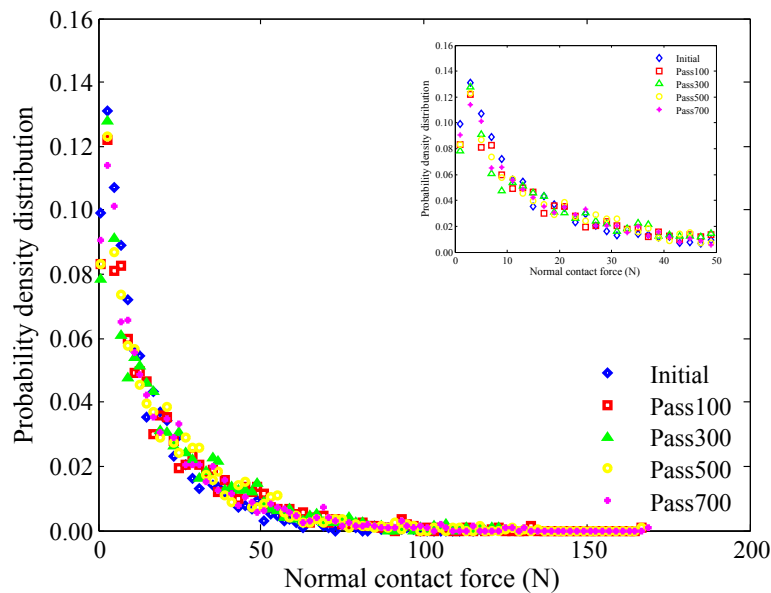 0.16
0.14
0.12
0.10
0.08
0.06
0.04
0.02
0.00
0
50
100
150
200
Probability density distribution
Normal contact force (N)
Initial
Pass100
Pass300
Pass500
Pass700
0.16
0.14
0.12
0.10
0.08
0.06
0.04
0.02
0.00
0
10
20
30
40
50
Probability density distribution
Normal contact force (N)
Initial
Pass100
Pass300
Pass500
Pass700